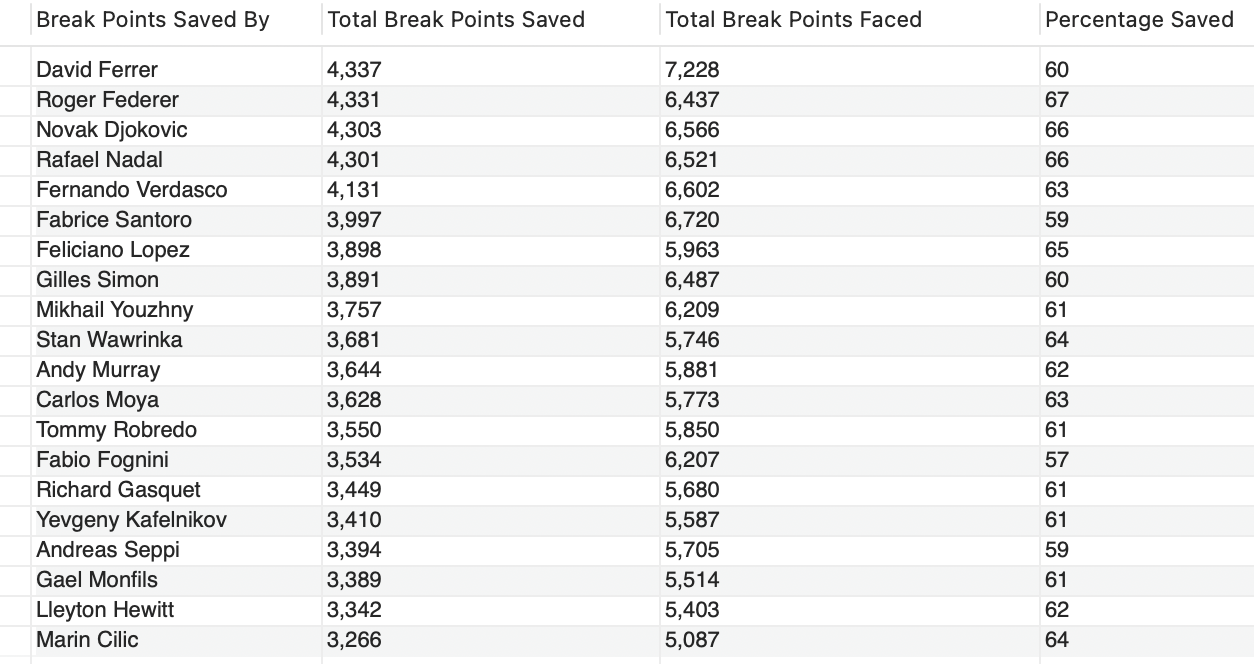 Break Points Saved By Total Break Points Saved Total Break Points Faced Percentage Saved
David Ferrer 4,337 7,228 60
Roger Federer 4,331 6,437 67
Novak Djokovic 4,303 6,566 66
Rafael Nadal 4,301 6,521 66
Fernando Verdasco 4,131 6,602 63
Fabrice Santoro 3,997 6,720 59
Feliciano Lopez 3,898 5,963 65
Gilles Simon 3,891 6,487 60
Mikhail Youzhny 3,757 6,209 61
Stan Wawrinka 3,681 5,746 64
Andy Murray 3,644 5,881 62
Carlos Moya 3,628 5,773 63
Tommy Robredo 3,550 5,850 61
Fabio Fognini 3,534 6,207 57
Richard Gasquet 3,449 5,680 61
Yevgeny Kafelnikov 3,410 5,587 61
Andreas Seppi 3,394 5,705 59
Gael Monfils 3,389 5,514 61
Lleyton Hewitt 3,342 5,403 62
Marin Cilic 3,266 5,087 64